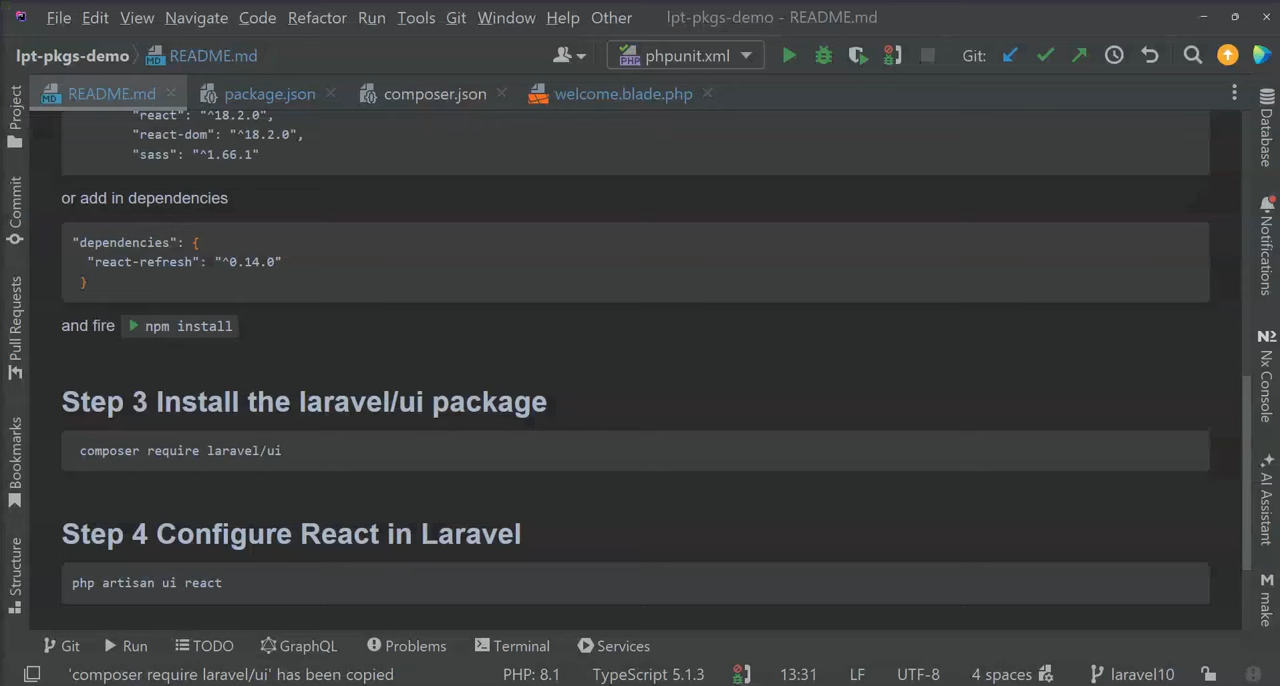 File Edit View Navigate Code Refactor Run Tools Git Window Help Other lpt-pkgs-demo - README.md
lpt-pkgs-demo README.md phpunit.xml Git:
README.md package.json composer.json welcome.blade.php
"react": "^18.2.0",
"react-dom": "^18.2.0",
"sass": "^1.66.1"
or add in dependencies
"dependencies": {
"react-refresh": "^0.14.0"
}
and fire npm install
Step 3 Install the laravel/ui package
composer require laravel/ui
Step 4 Configure React in Laravel
php artisan ui react
Project
Commit
Pull Requests
Bookmarks
Structure
Database
Notifications
Nx Console
AI Assistant
M make
Git Run TODO GraphQL Problems Terminal Services
'composer require laravel/ui' has been copied PHP: 8.1 TypeScript 5.1.3 13:31 LF UTF-8 4 spaces laravel10